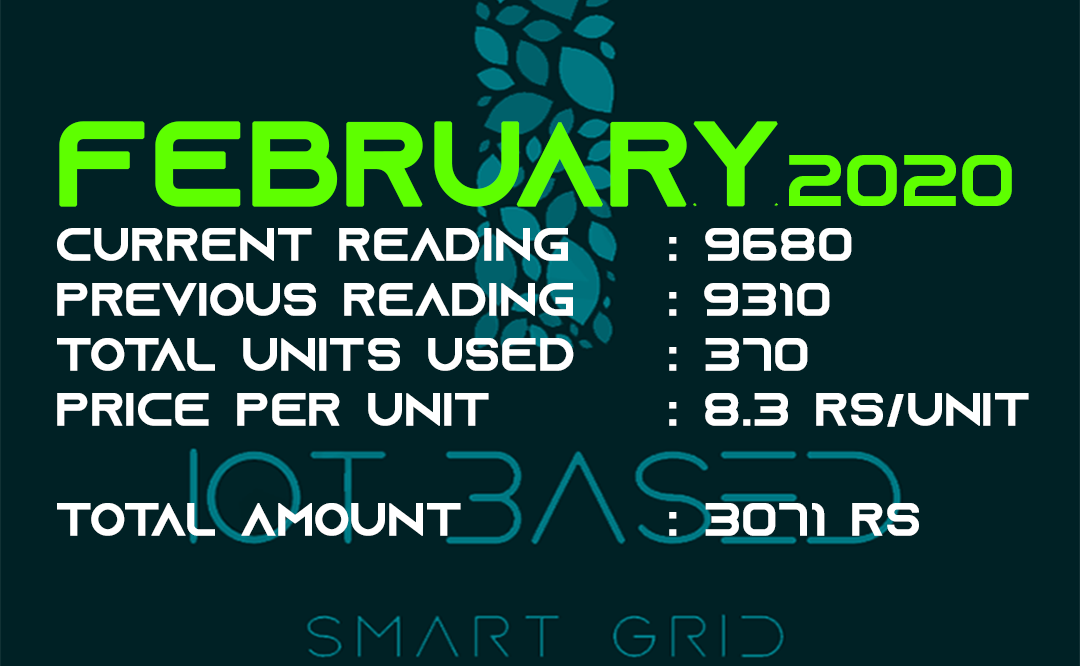 FEBRUARY 2020
CURRENT READING : 9680
PREVIOUS READING : 9310
TOTAL UNITS USED : 370
PRICE PER UNIT : 8.3 RS/UNIT
IOT BASED
TOTAL AMOUNT : 3071 RS
SMART GRID